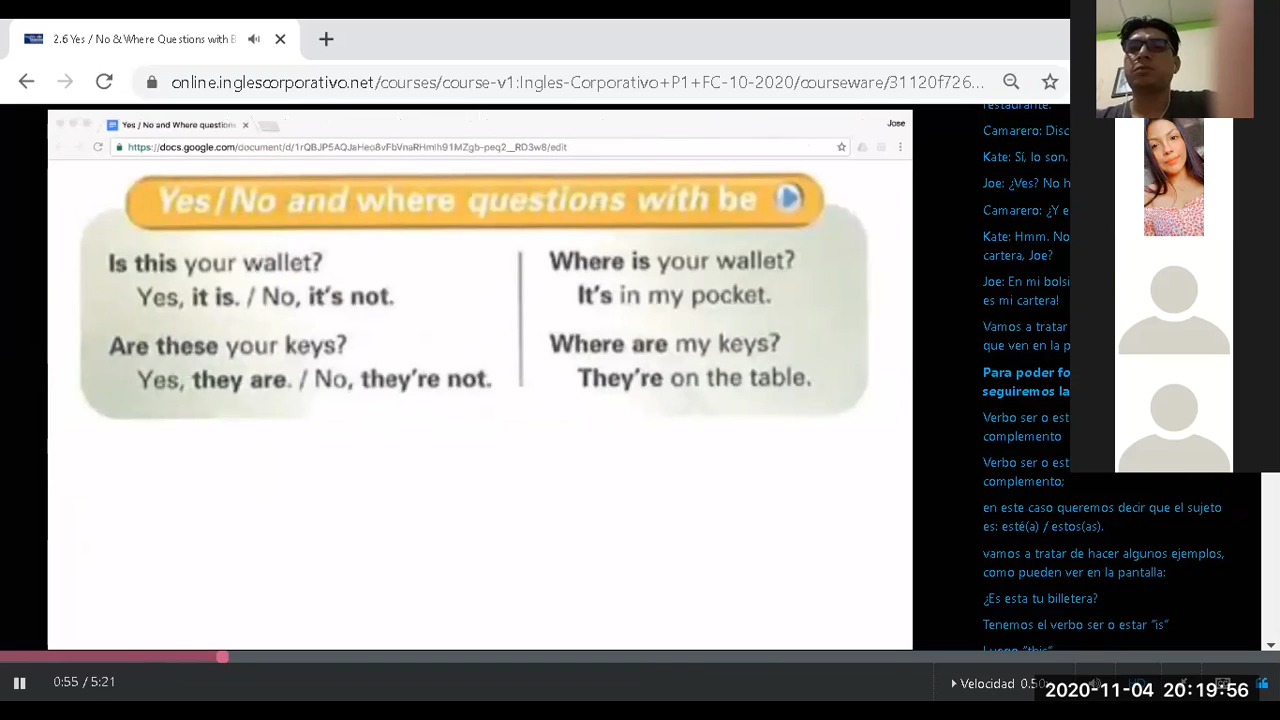 2.6 Yes / No & Where Questions with B
online.inglescorporativo.net/courses/course-v1:Ingles-Corporativo+P1+FC-10-2020/courseware/31120f726...
Yes / No and Where question
Jose
https://docs.google.com/document/d/1rQBJP5AQJsHeo8vFbVnaRHmlh91MZgb-peq2__RD3w8/edit
Yes/No and where questions with be
Is this your wallet?
Yes, it is. / No, it's not.
Are these your keys?
Yes, they are. / No, they're not.
Where is your wallet?
It's in my pocket.
Where are my keys?
They're on the table.
restaurante.
Camarero: Disc
Kate: Sí, lo son.
Joe: ¿Ves? No h
Camarero: ¿Y e
Kate: Hmm. No
cartera, Joe?
Joe: En mi bolsi
es mi cartera!
Vamos a tratar
que ven en la p
Para poder fo
seguiremos la
Verbo ser o est
complemento
Verbo ser o est
complemento;
en este caso queremos decir que el sujeto
es: esté(a) / estos(as).
vamos a tratar de hacer algunos ejemplos,
como pueden ver en la pantalla:
¿Es esta tu billetera?
Tenemos el verbo ser o estar "is"
Luego "this"
0:55 / 5:21
Velocidad 0.50x
2020-11-04 20:19:56